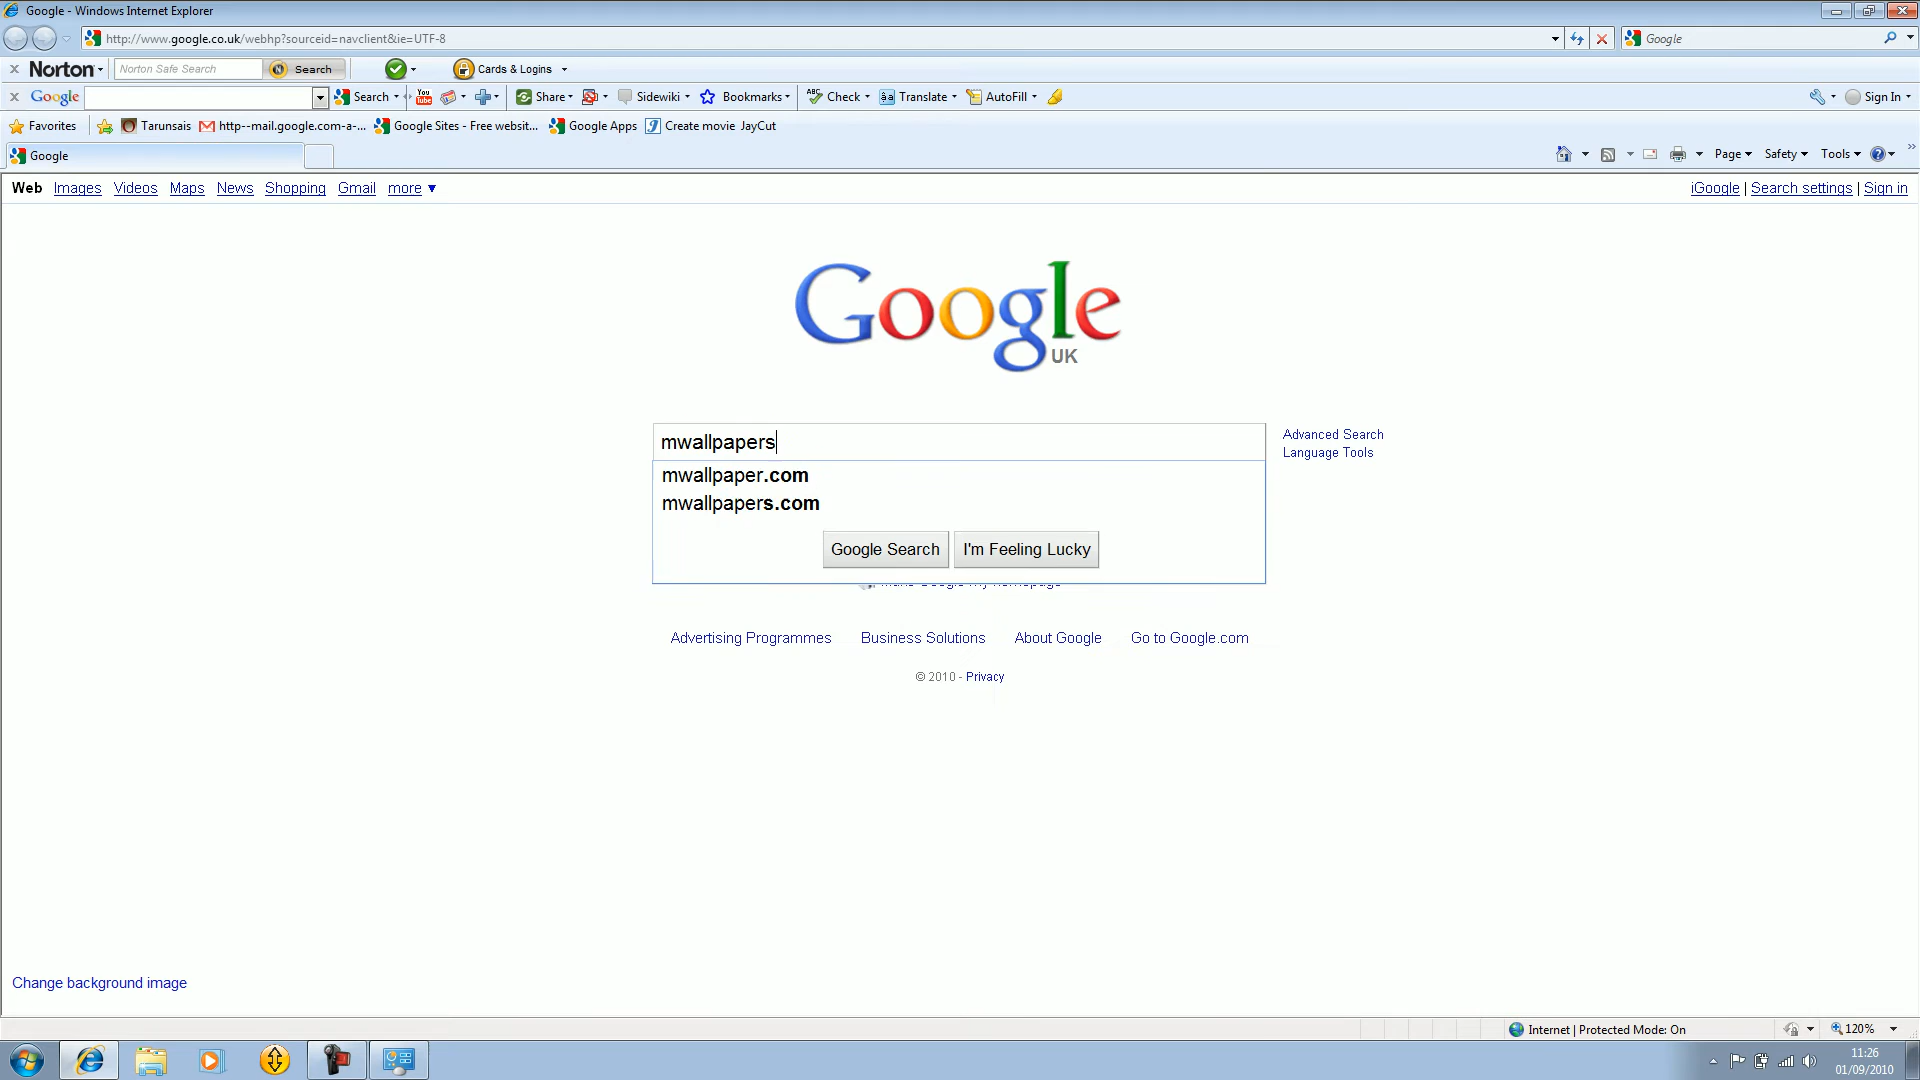 Google - Windows Internet Explorer
http://www.google.co.uk/webhp?sourceid=navclient&ie=UTF-8
Google
Norton
Norton Safe Search
Search
Cards & Logins
Google
Search
You Tube
Share
Sidewiki
Bookmarks
ABC Check
âà Translate
AutoFill
Sign In
Favorites
Tarunsais
http--mail.google.com-a-...
Google Sites - Free websit...
Google Apps
Create movie JayCut
Google
Page
Safety
Tools
Web Images Videos Maps News Shopping Gmail more ▼
iGoogle | Search settings | Sign in
Google
UK
mwallpapers
Advanced Search
Language Tools
mwallpaper.com
mwallpapers.com
Google Search
I'm Feeling Lucky
Advertising Programmes Business Solutions About Google Go to Google.com
© 2010 - Privacy
Change background image
Internet | Protected Mode: On
120%
11:26
01/09/2010